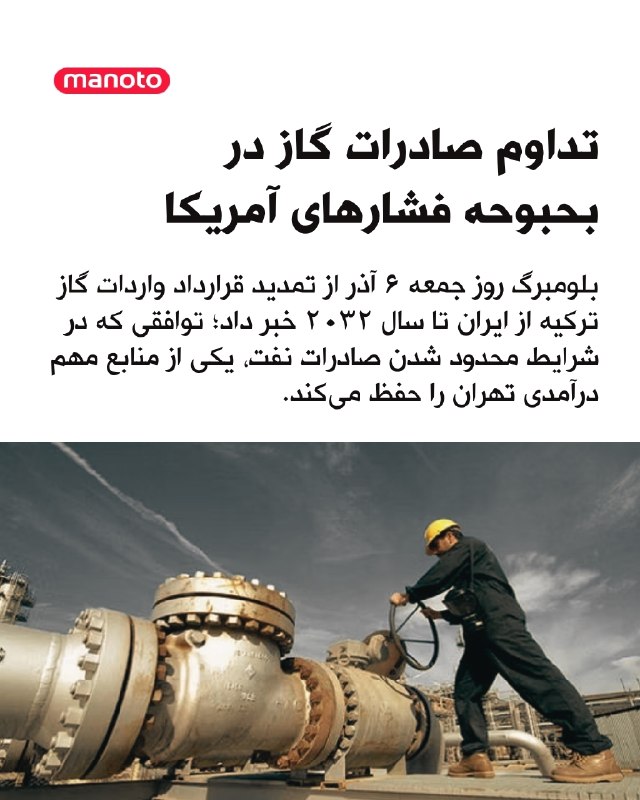 manoto
تداوم صادرات گاز در
بحبوحه فشارهای آمریکا
بلومبرگ روز جمعه ۶ آذر از تمدید قرارداد واردات گاز
ترکیه از ایران تا سال ۲۰۳۲ خبر داد؛ توافقی که در
شرایط محدود شدن صادرات نفت، یکی از منابع مهم
درآمدی تهران را حفظ می‌کند.